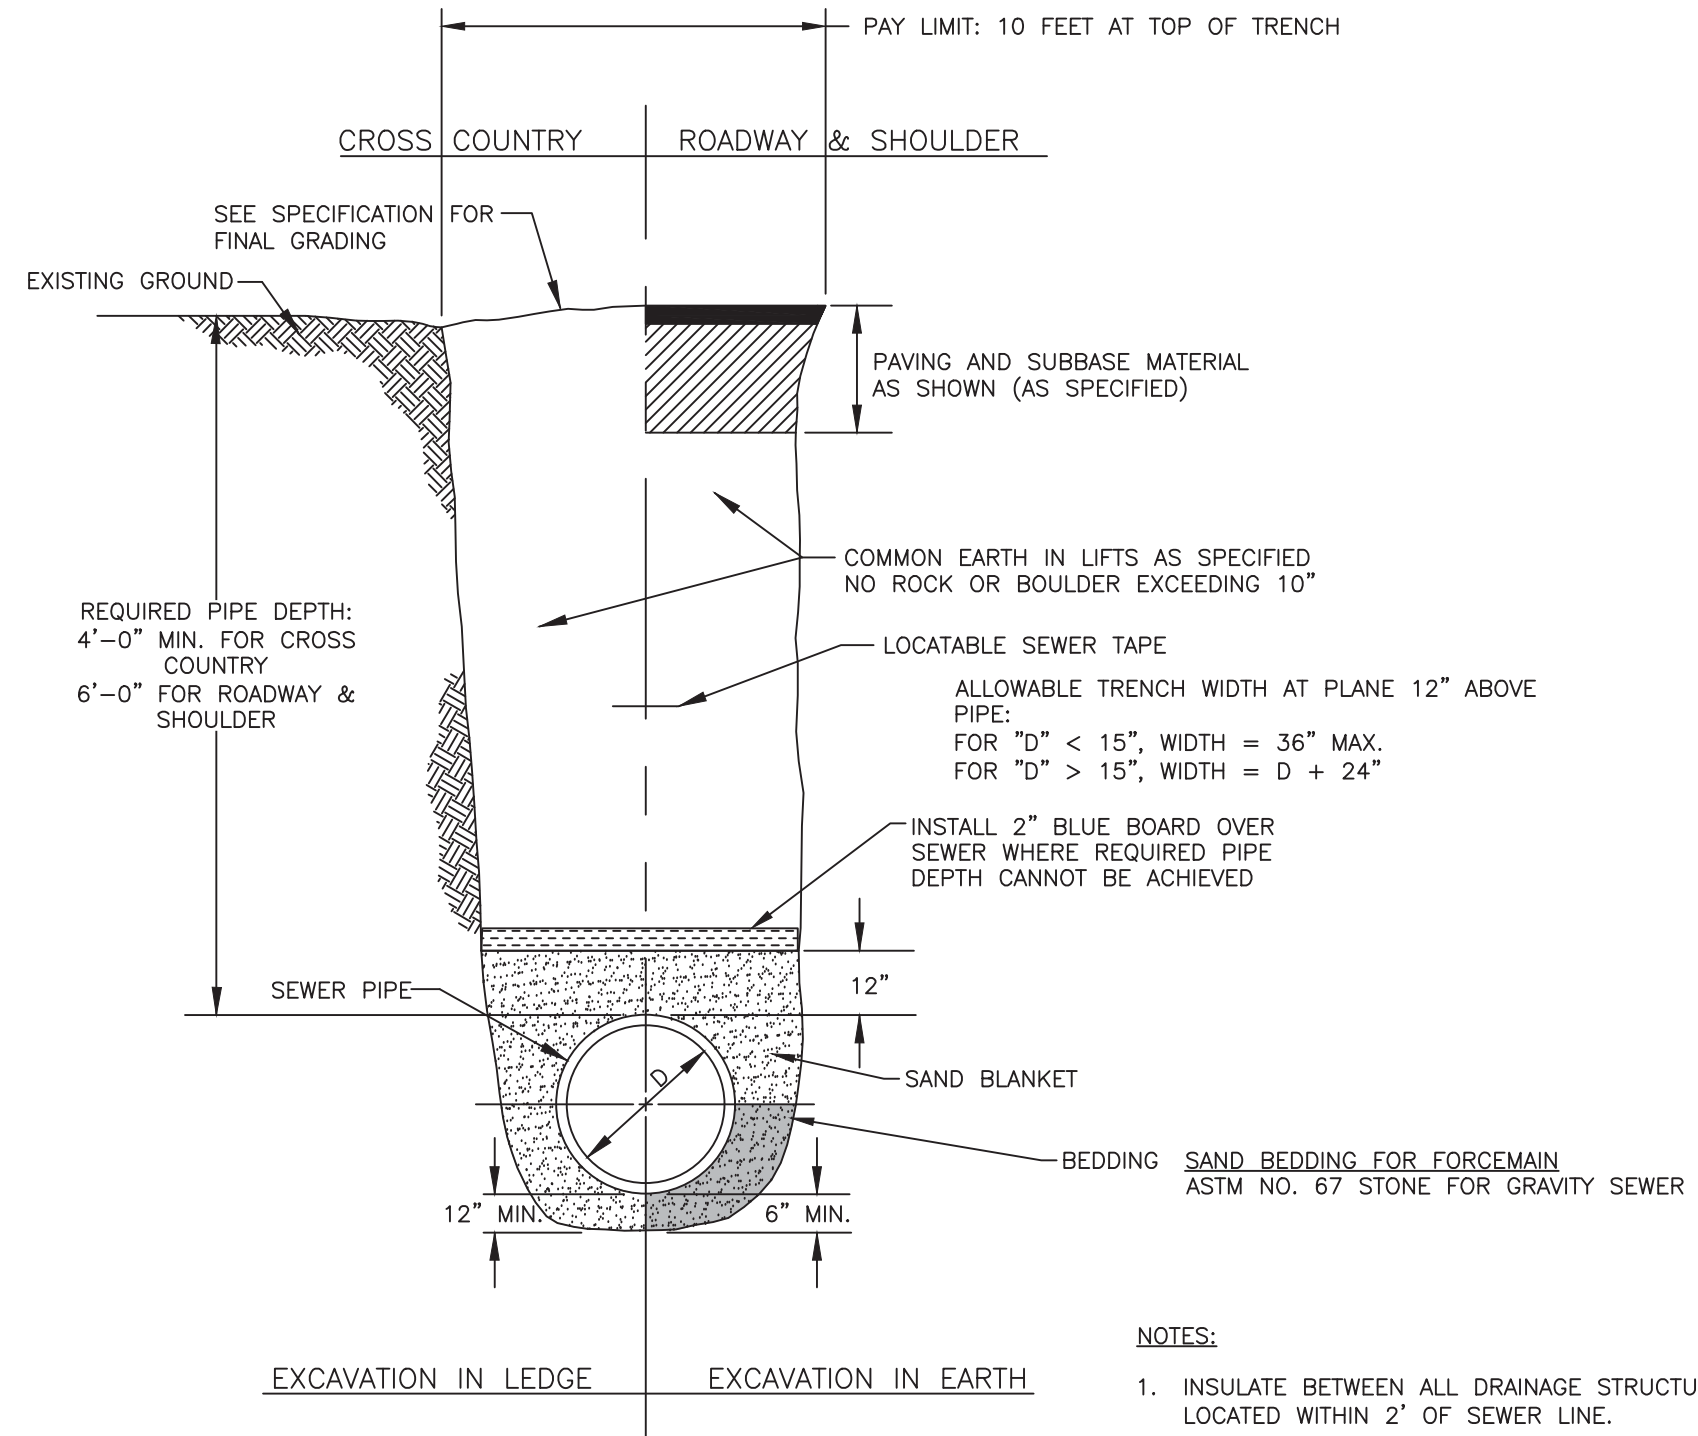 PAY LIMIT: 10 FEET AT TOP OF TRENCH
CROSS COUNTRY
ROADWAY & SHOULDER
SEE SPECIFICATION FOR
FINAL GRADING
EXISTING GROUND
PAVING AND SUBBASE MATERIAL
AS SHOWN (AS SPECIFIED)
COMMON EARTH IN LIFTS AS SPECIFIED
NO ROCK OR BOULDER EXCEEDING 10”
REQUIRED PIPE DEPTH:
4’-0” MIN. FOR CROSS
COUNTRY
6’-0” FOR ROADWAY &
SHOULDER
LOCATABLE SEWER TAPE
ALLOWABLE TRENCH WIDTH AT PLANE 12” ABOVE
PIPE:
FOR ”D” < 15”, WIDTH = 36” MAX.
FOR ”D” > 15”, WIDTH = D + 24”
INSTALL 2” BLUE BOARD OVER
SEWER WHERE REQUIRED PIPE
DEPTH CANNOT BE ACHIEVED
12”
SEWER PIPE
D
SAND BLANKET
BEDDING
SAND BEDDING FOR FORCEMAIN
ASTM NO. 67 STONE FOR GRAVITY SEWER
12” MIN.
6” MIN.
EXCAVATION IN LEDGE
EXCAVATION IN EARTH
NOTES:
1. INSULATE BETWEEN ALL DRAINAGE STRUCTU
LOCATED WITHIN 2’ OF SEWER LINE.